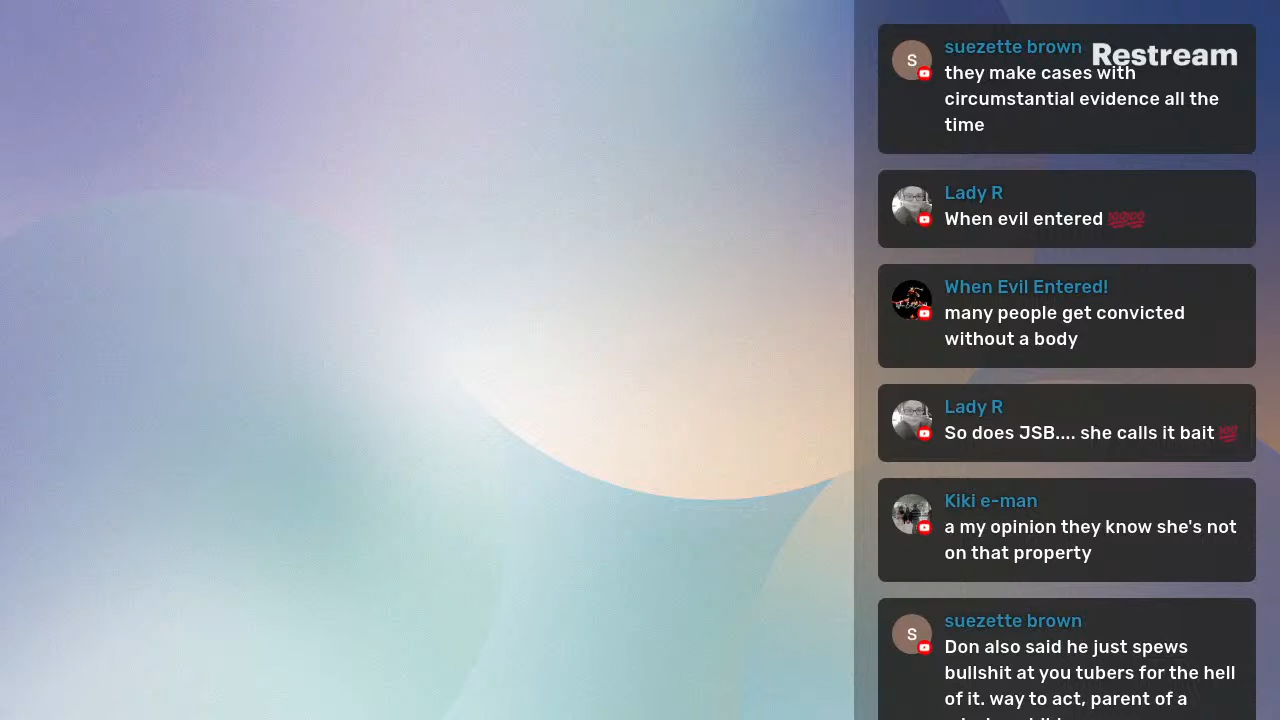 suezette brown
Restream
they make cases with
circumstantial evidence all the
time
Lady R
When evil entered 💯💯
When Evil Entered!
many people get convicted
without a body
Lady R
So does JSB.... she calls it bait 💯
Kiki e-man
a my opinion they know she's not
on that property
suezette brown
Don also said he just spews
bullshit at you tubers for the hell
of it. way to act, parent of a